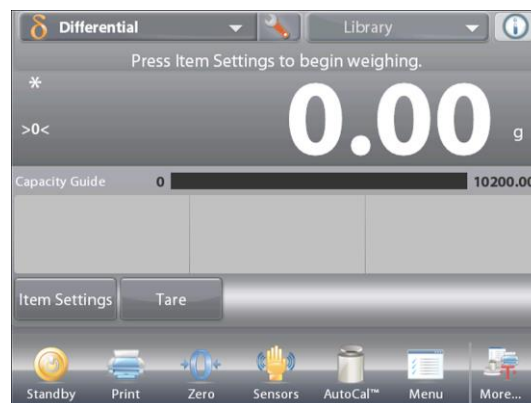 δ Differential Library
Press Item Settings to begin weighing.
*
>0< 0.00 g
Capacity Guide 0 10200.00
Item Settings Tare
Standby Print Zero Sensors AutoCal™ Menu More...